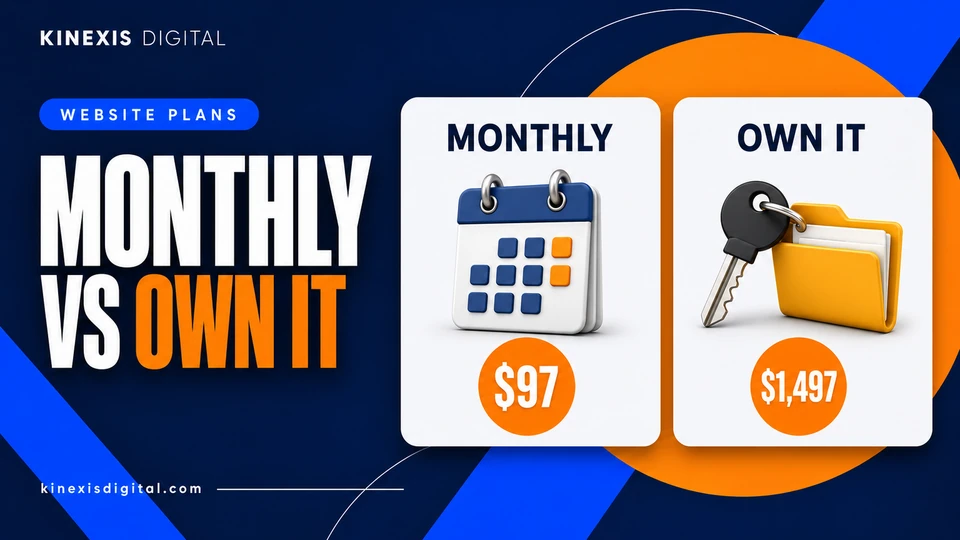 KINEXIS DIGITAL
WEBSITE PLANS
MONTHLY
VS OWN IT
MONTHLY
$97
OWN IT
$1,497
kinexisdigital.com